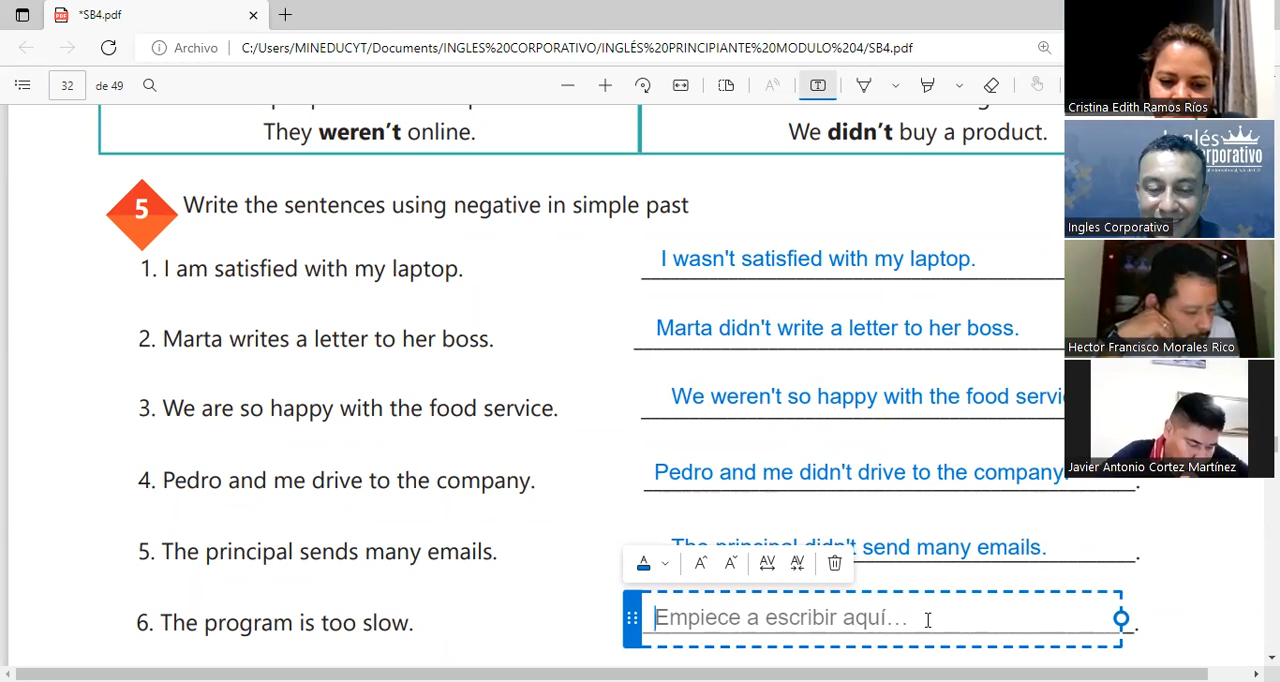 *SB4.pdf
Archivo
C:/Users/MINEDUCYT/Documents/INGLES%20CORPORATIVO/INGLÉS%20PRINCIPIANTE%20MODULO%204/SB4.pdf
32 de 49
They weren't online.
We didn't buy a product.
5 Write the sentences using negative in simple past
1. I am satisfied with my laptop.
I wasn't satisfied with my laptop.
2. Marta writes a letter to her boss.
Marta didn't write a letter to her boss.
3. We are so happy with the food service.
We weren't so happy with the food servi
4. Pedro and me drive to the company.
Pedro and me didn't drive to the company.
5. The principal sends many emails.
The principal didn't send many emails.
6. The program is too slow.
Empiece a escribir aquí...
Cristina Edith Ramos Ríos
Ingles Corporativo
Hector Francisco Morales Rico
Javier Antonio Cortez Martínez